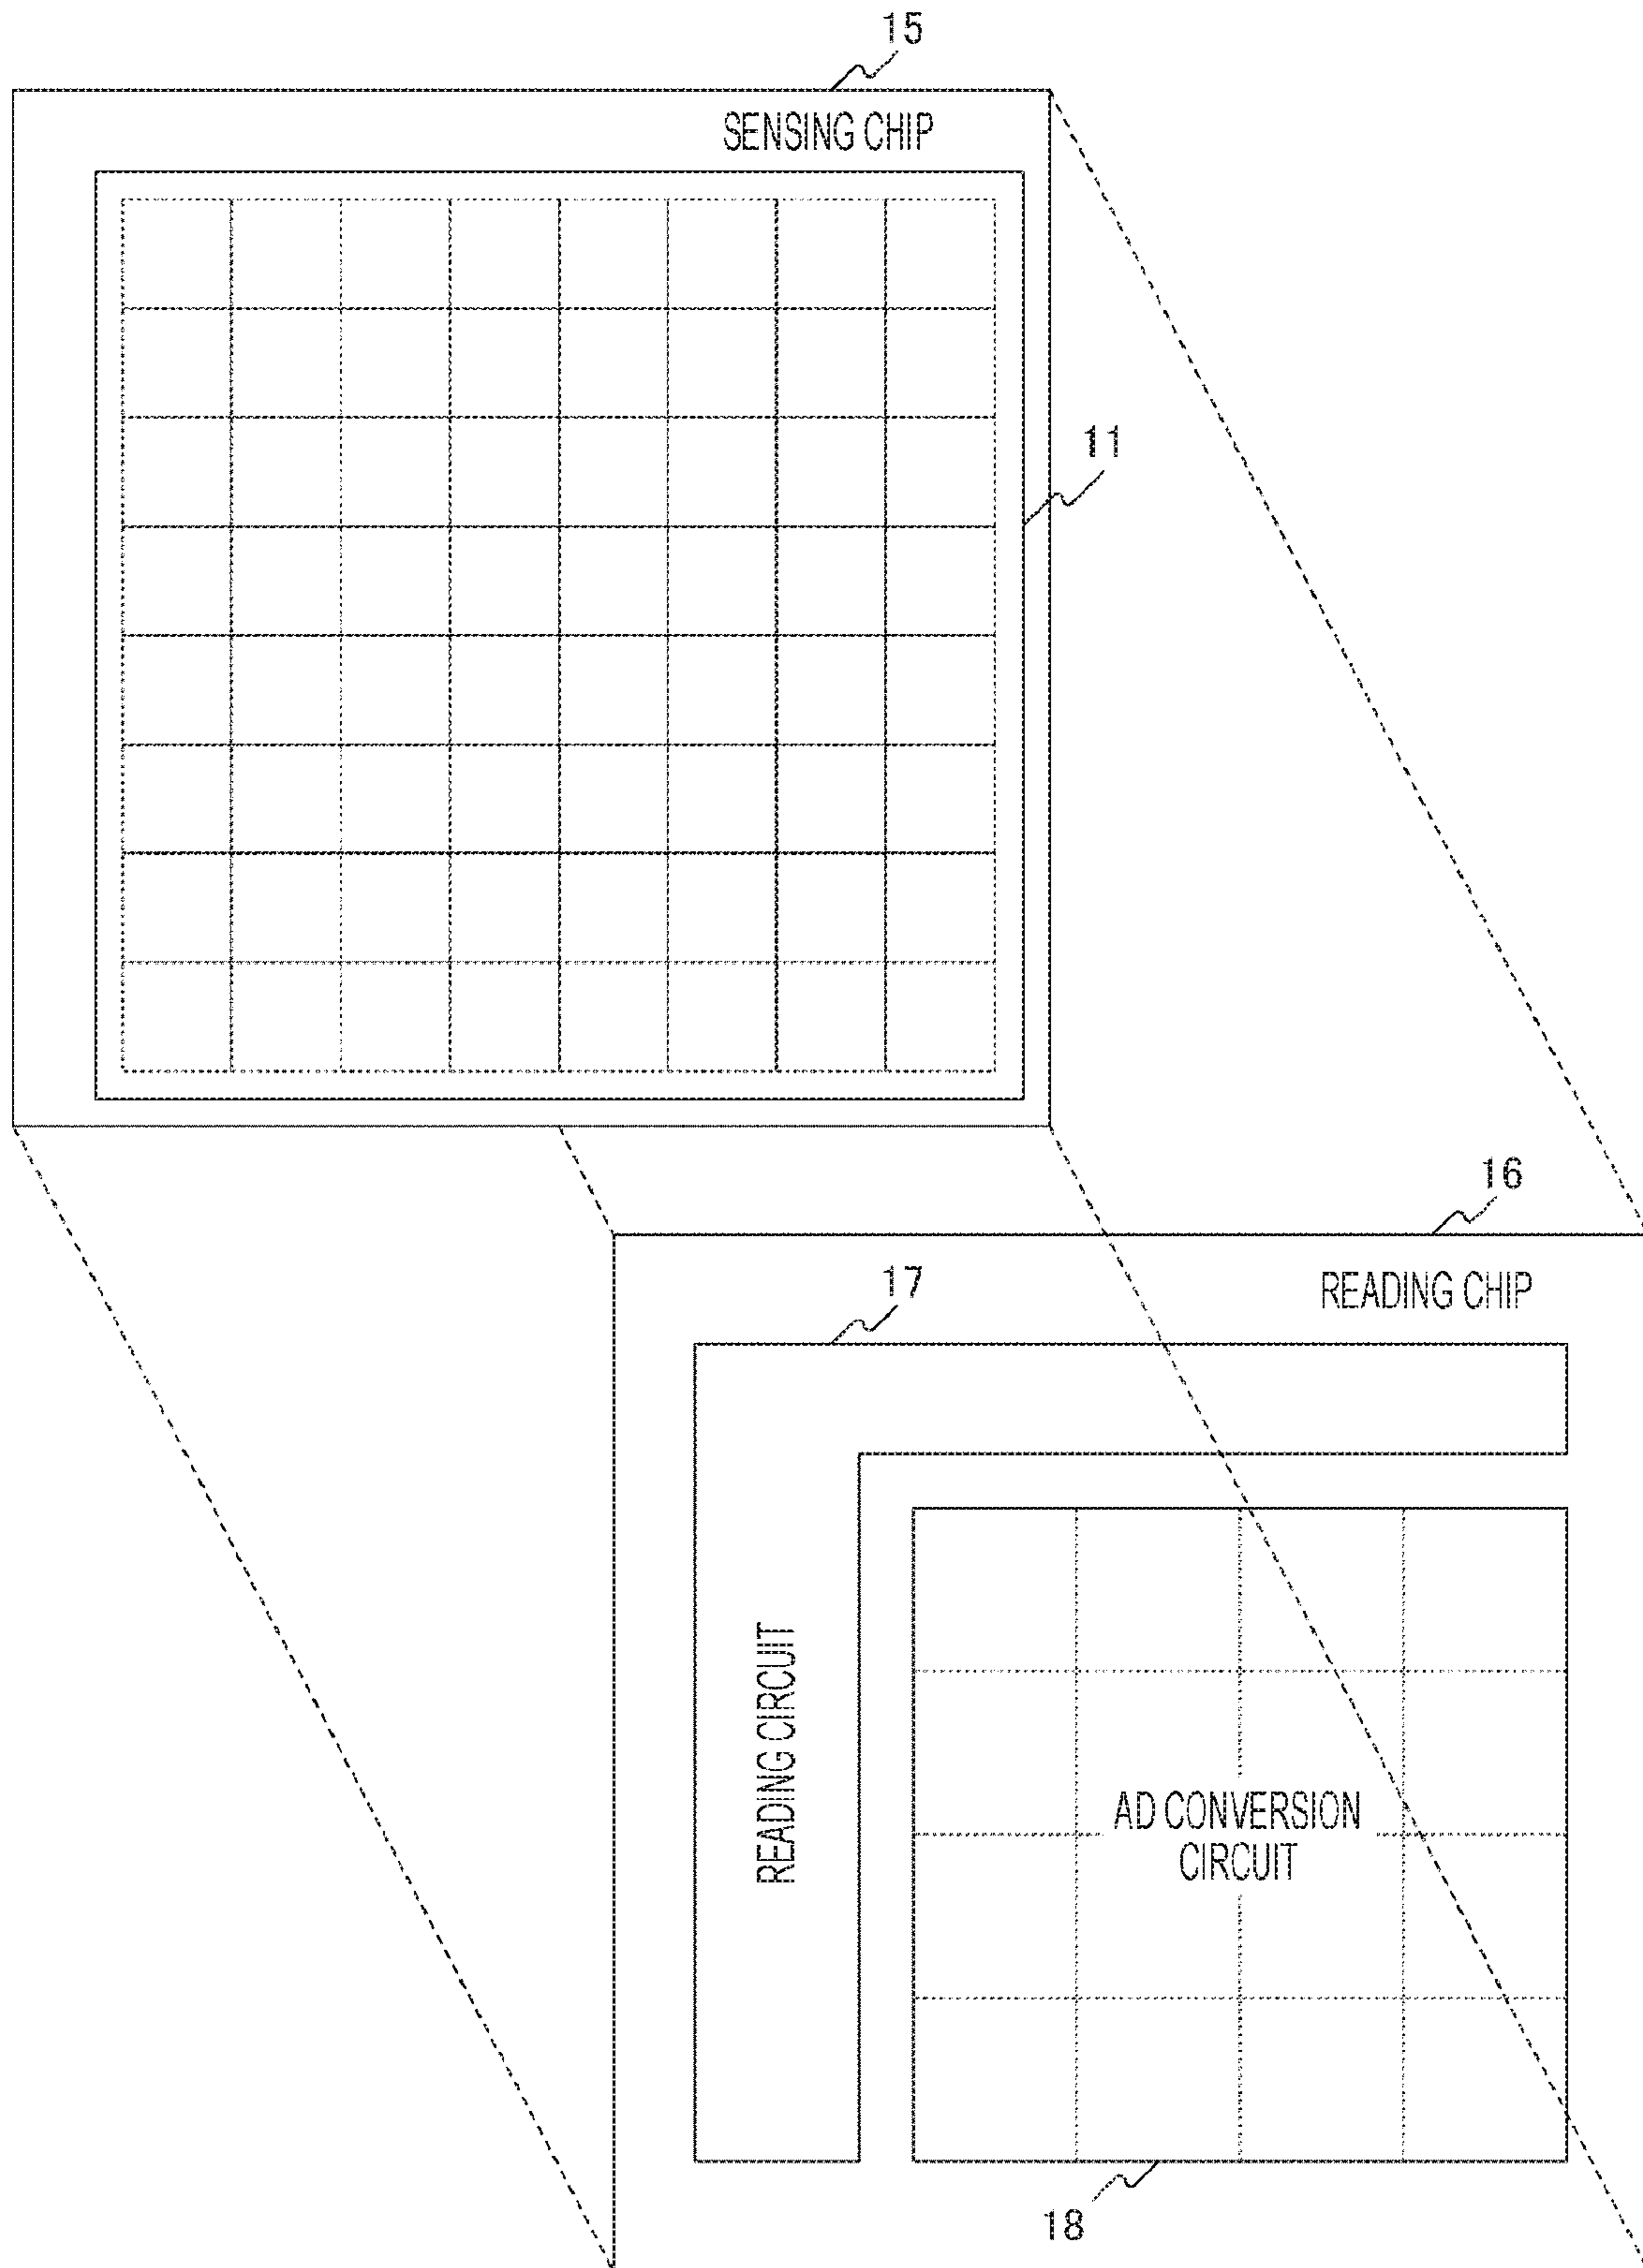 15
SENSING CHIP
11
16
READING CHIP
17
READING CIRCUIT
AD CONVERSION
CIRCUIT
18